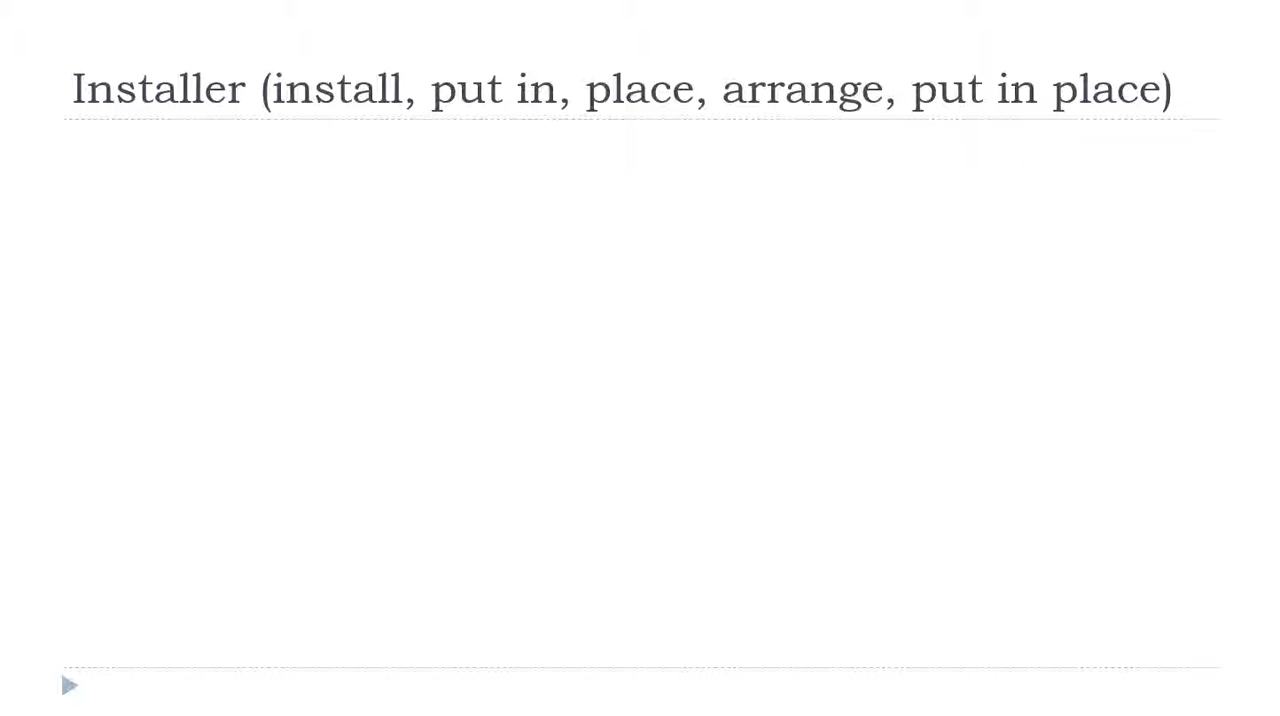 Installer (install, put in, place, arrange, put in place)